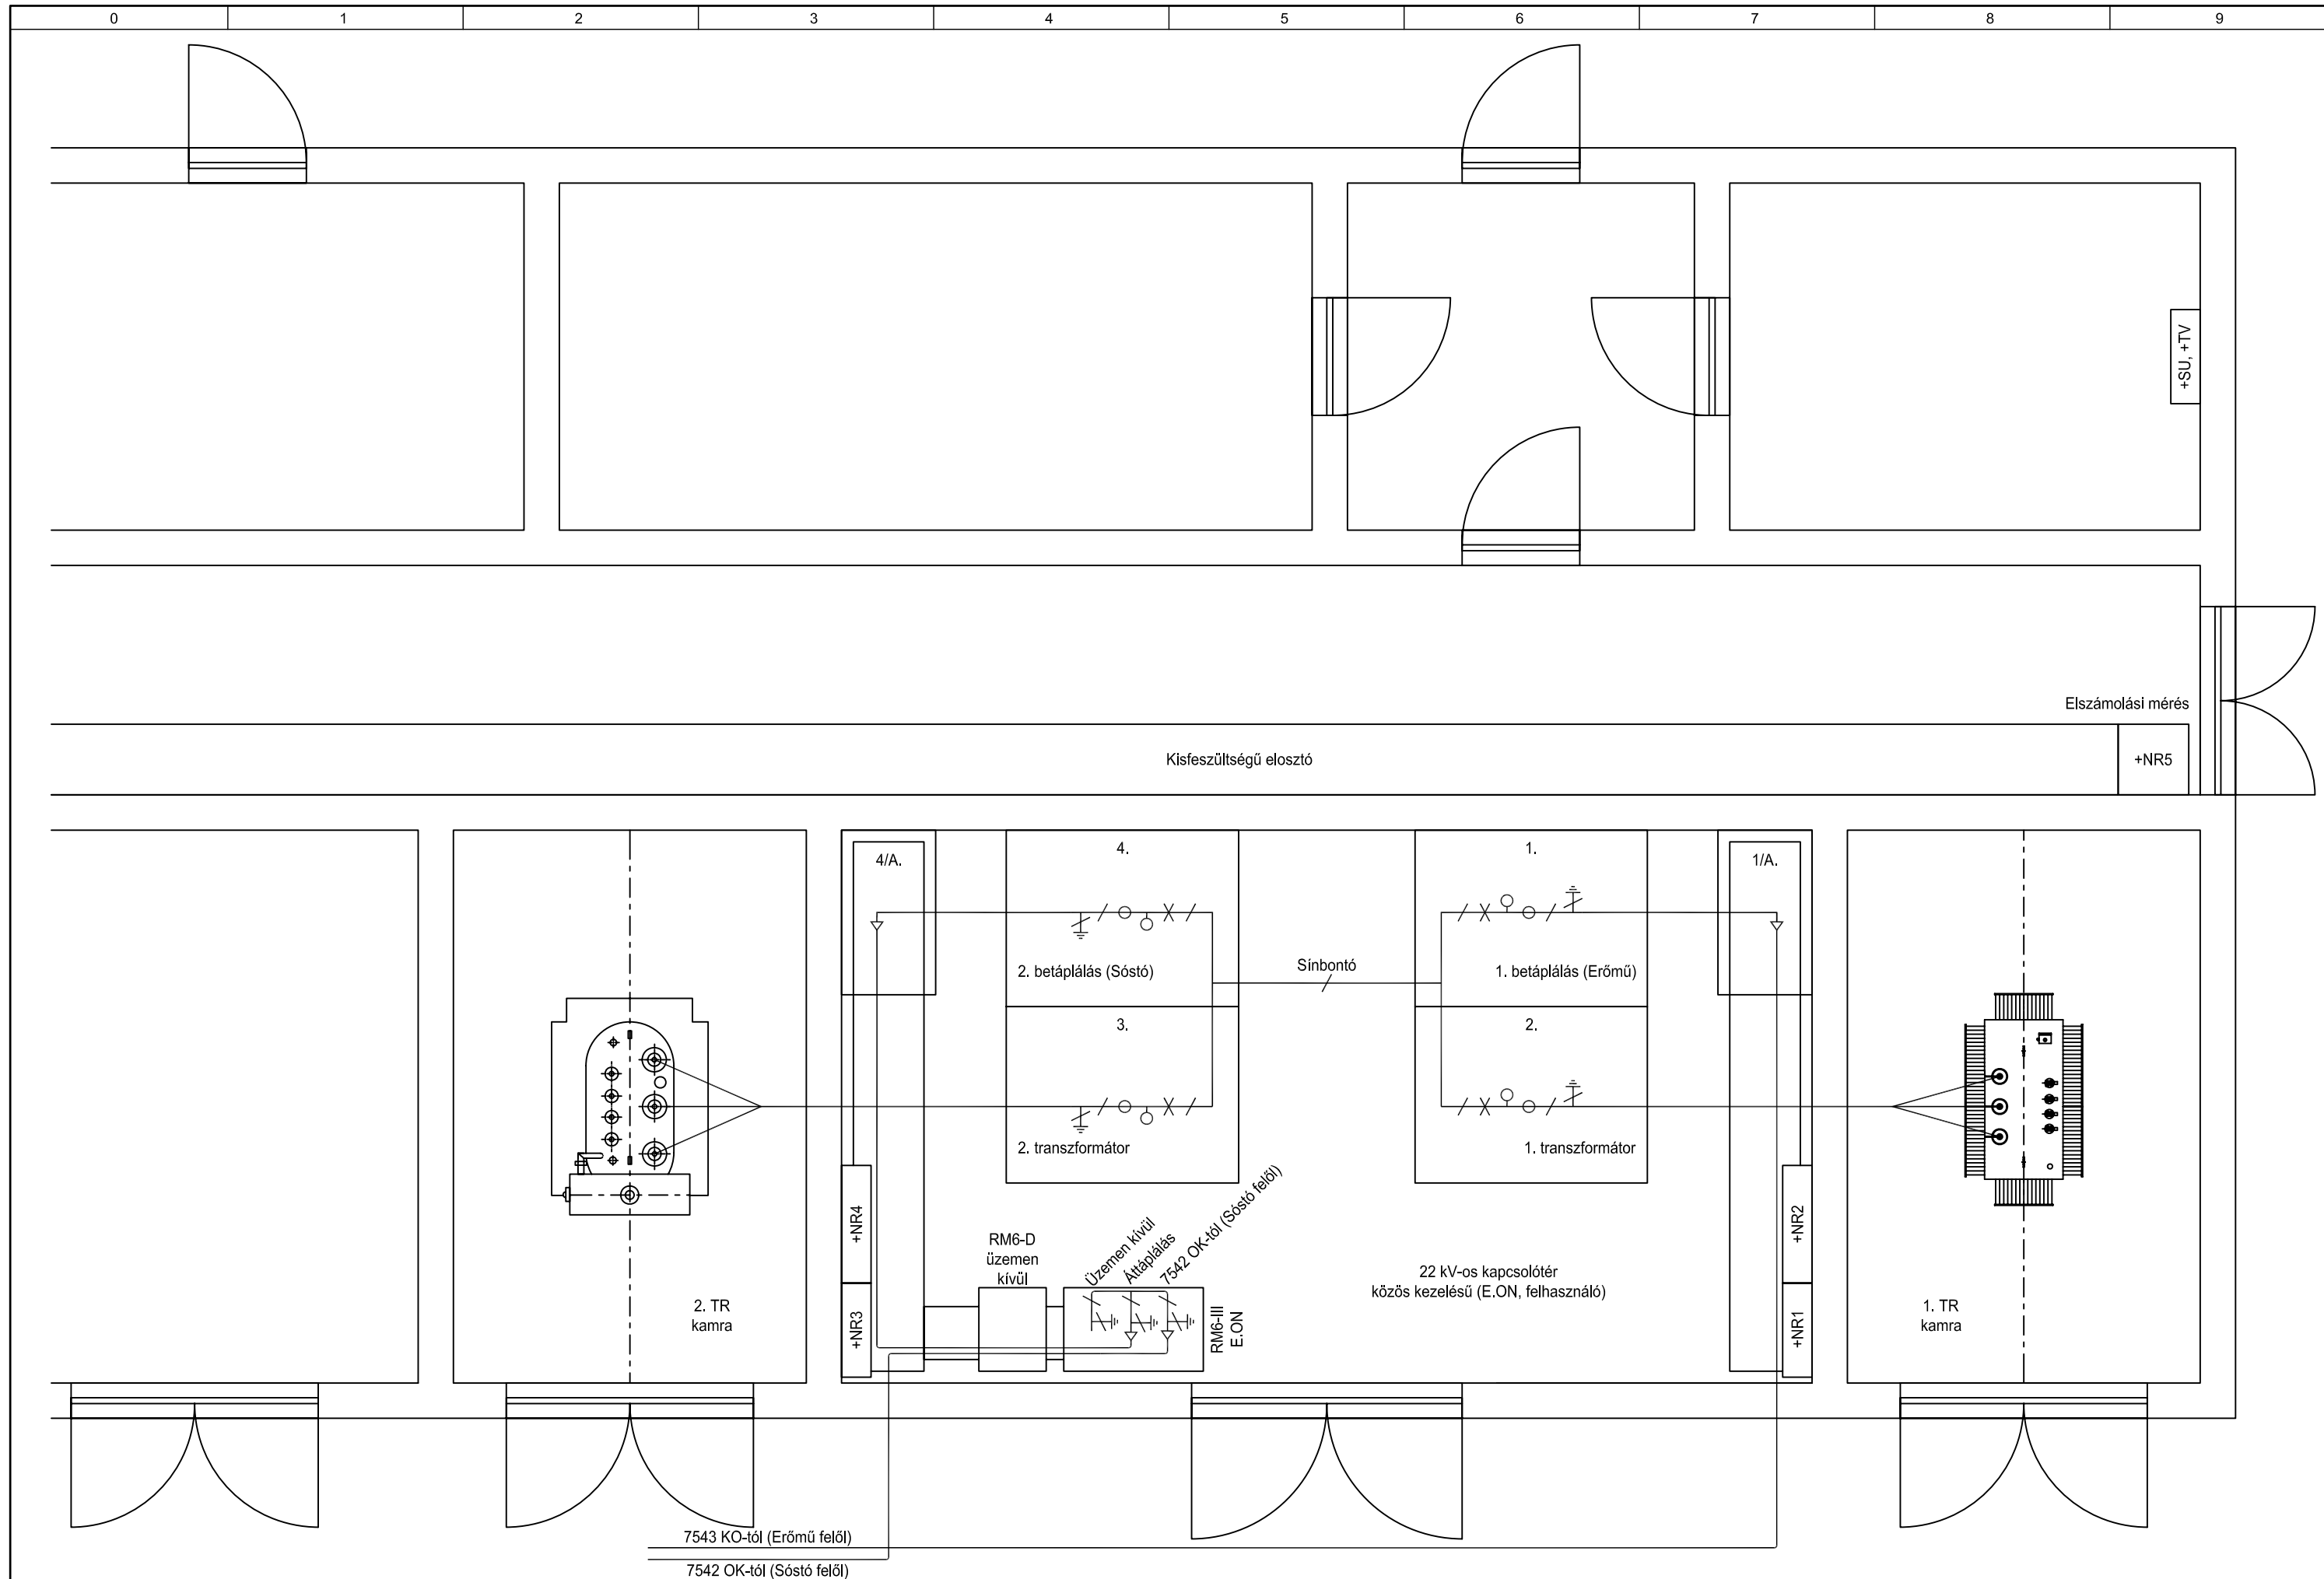 0
1
2
3
4
5
6
7
8
9
+SU, +TV
Elszámolási mérés
Kisfeszültségű elosztó
+NR5
4/A.
4.
1.
1/A.
2. betáplálás (Sóstó)
Sínbontó
1. betáplálás (Erőmű)
3.
2.
2. transzformátor
1. transzformátor
+NR4
+NR3
RM6-D
üzemen
kívül
Üzemen kívül
Áttáplálás
7542 OK-tól (Sóstó felől)
RM6-III
E.ON
22 kV-os kapcsolótér
közös kezelésű (E.ON, felhasználó)
+NR2
+NR1
2. TR
kamra
1. TR
kamra
7543 KO-tól (Erőmű felől)
7542 OK-tól (Sóstó felől)